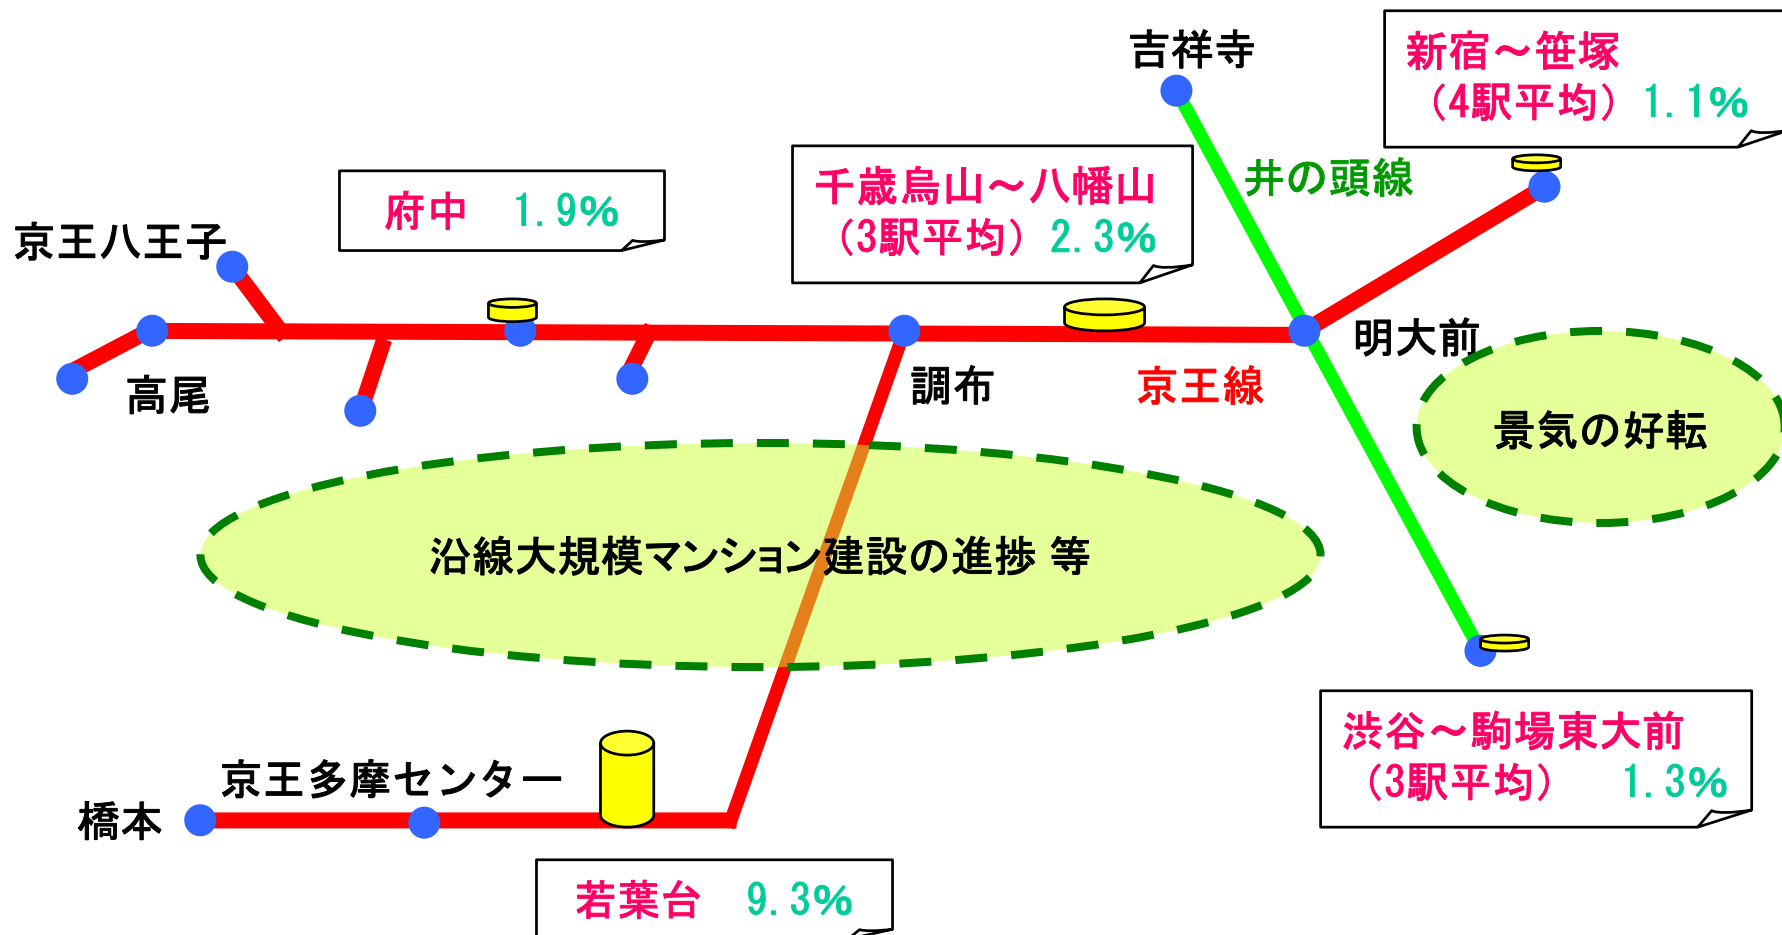 吉祥寺
新宿～笹塚
（4駅平均）1.1%
千歳烏山～八幡山
（3駅平均）2.3%
井の頭線
府中　1.9%
京王八王子
明大前
高尾
調布
京王線
景気の好転
沿線大規模マンション建設の進捗 等
渋谷～駒場東大前
（3駅平均）　1.3%
京王多摩センター
橋本
若葉台　9.3%